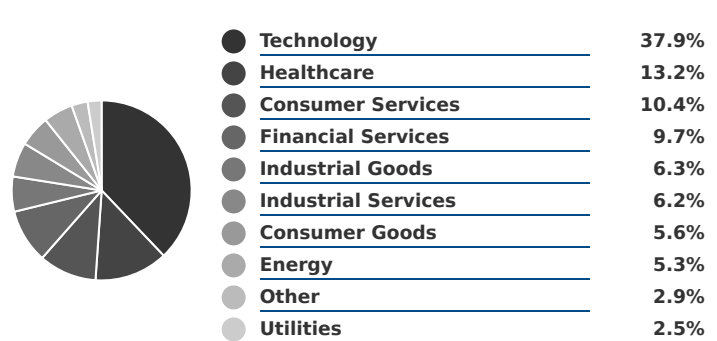 Technology 37.9%
Healthcare 13.2%
Consumer Services 10.4%
Financial Services 9.7%
Industrial Goods 6.3%
Industrial Services 6.2%
Consumer Goods 5.6%
Energy 5.3%
Other 2.9%
Utilities 2.5%